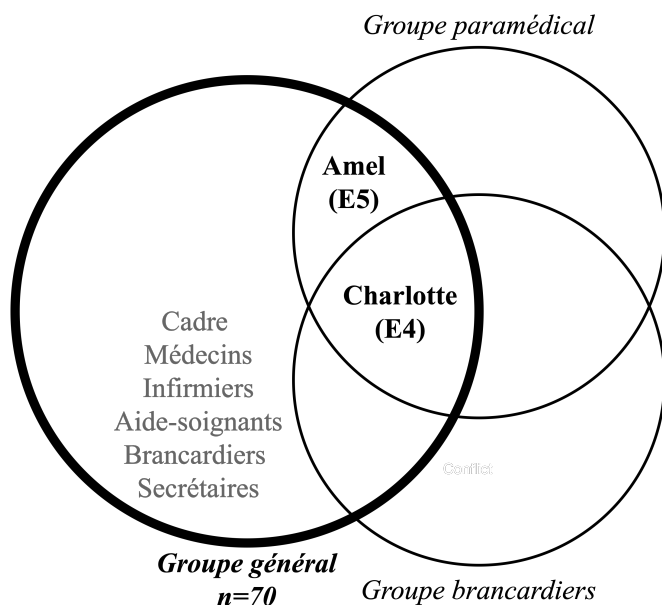 Groupe paramédical
Amel
(E5)
Charlotte
(E4)
Cadre
Médecins
Infirmiers
Aide-soignants
Brancardiers
Secrétaires
Conflict
Groupe général
n=70
Groupe brancardiers